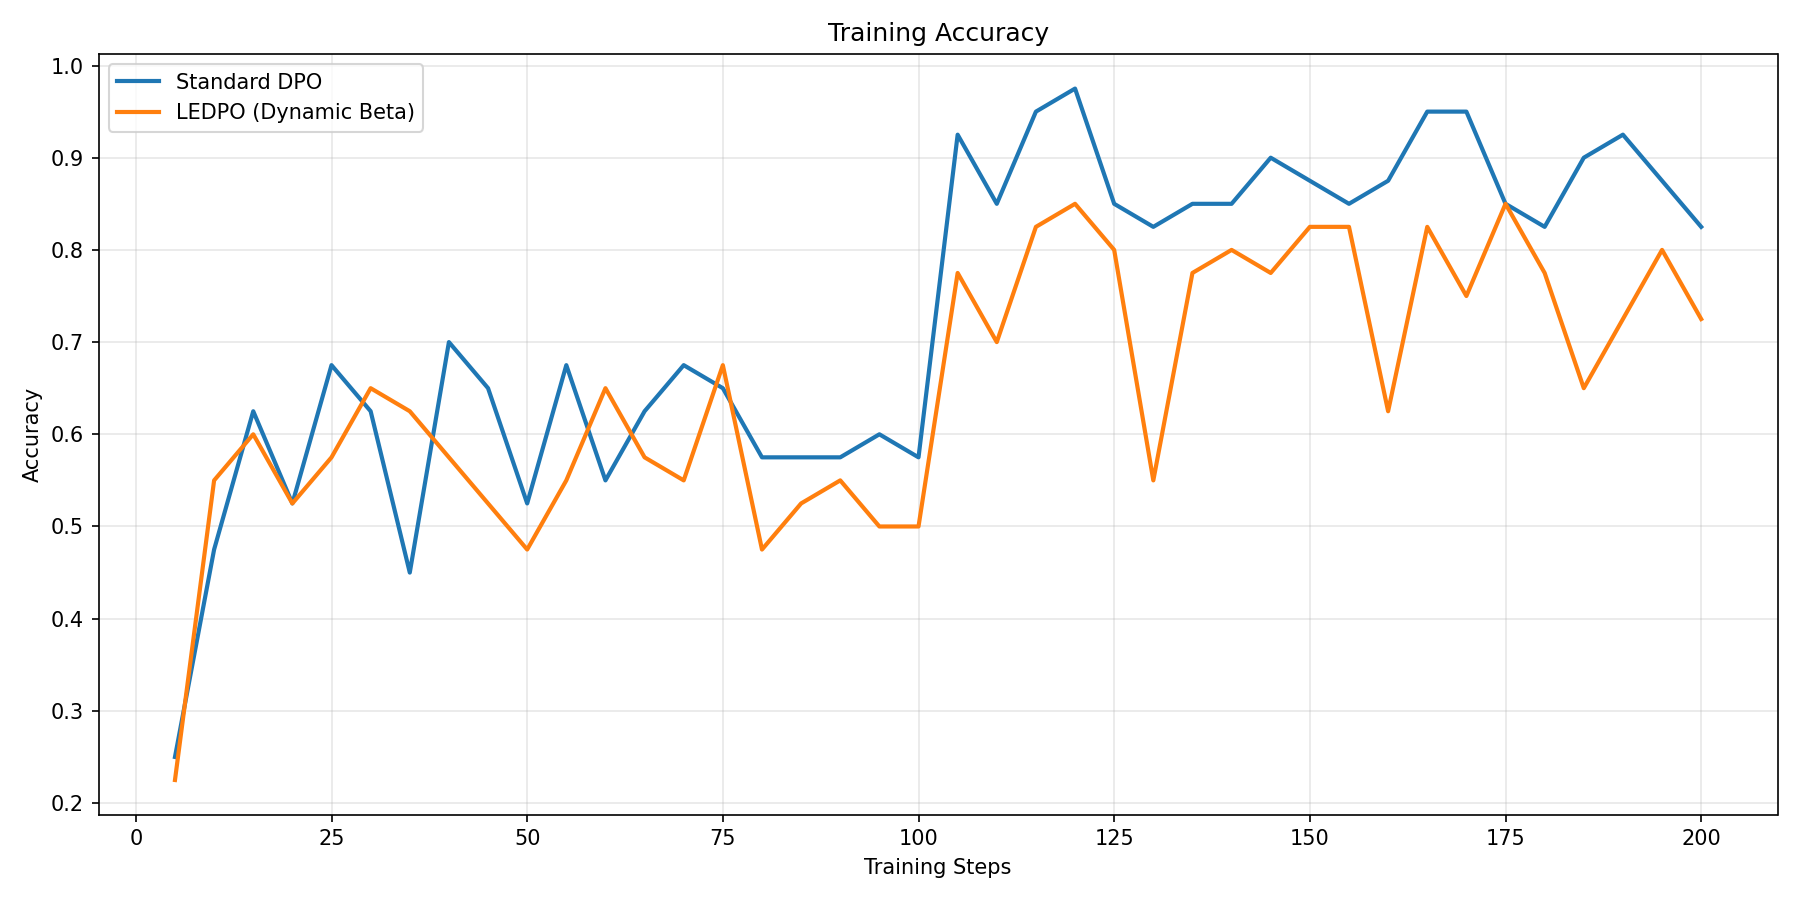 Training Accuracy
Standard DPO
LEDPO (Dynamic Beta)
1.0
0.9
0.8
0.7
0.6
0.5
0.4
0.3
0.2
Accuracy
0 25 50 75 100 125 150 175 200
Training Steps